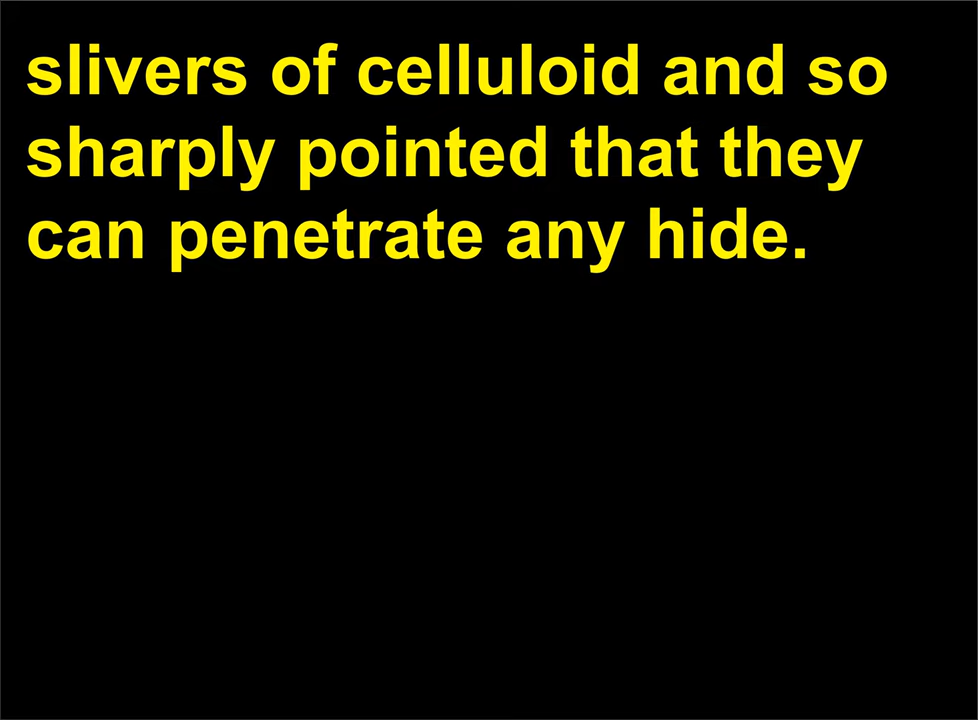 slivers of celluloid and so
sharply pointed that they
can penetrate any hide.